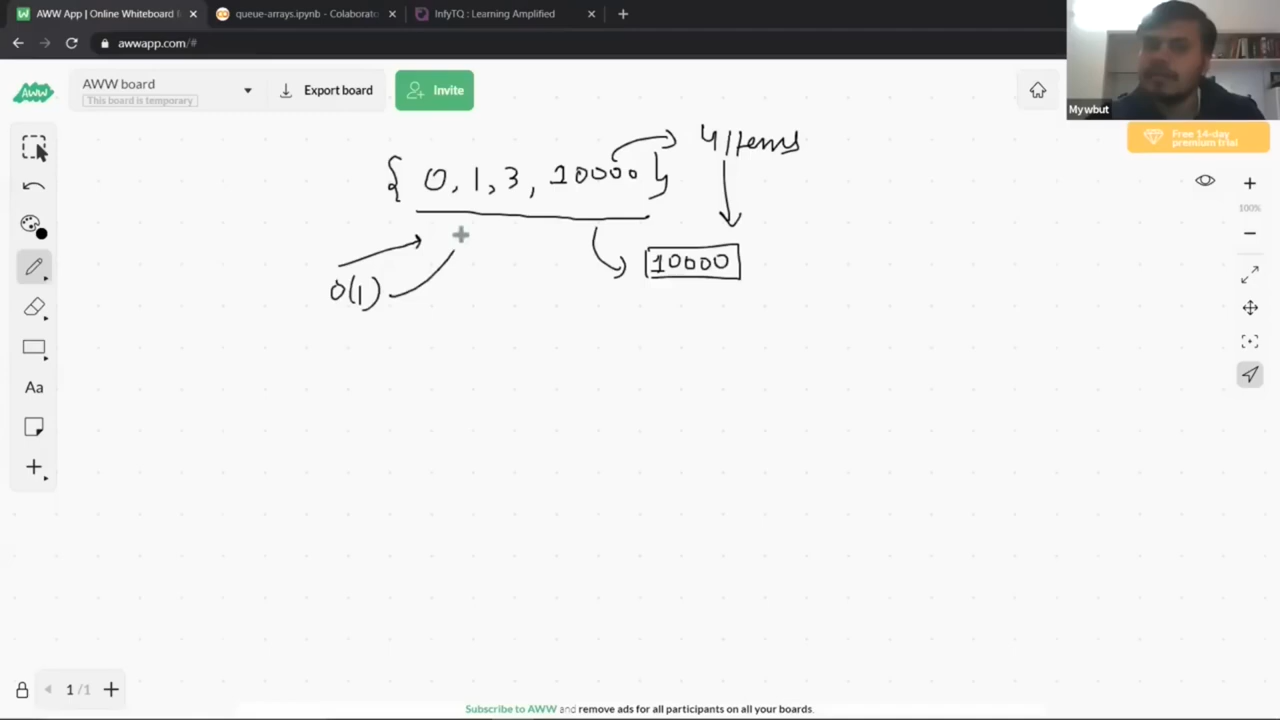 AWW App | Online Whiteboard
queue-arrays.ipynb - Colaborato
InfyTQ : Learning Amplified
awwapp.com/#
AWW
AWW board
This board is temporary
Export board
Invite
Mywbut
Free 14-day
premium trial
100%
{ 0, 1, 3, 10000 }
4 Items
10000
O(1)
Aa
1 /1
Subscribe to AWW and remove ads for all participants on all your boards.